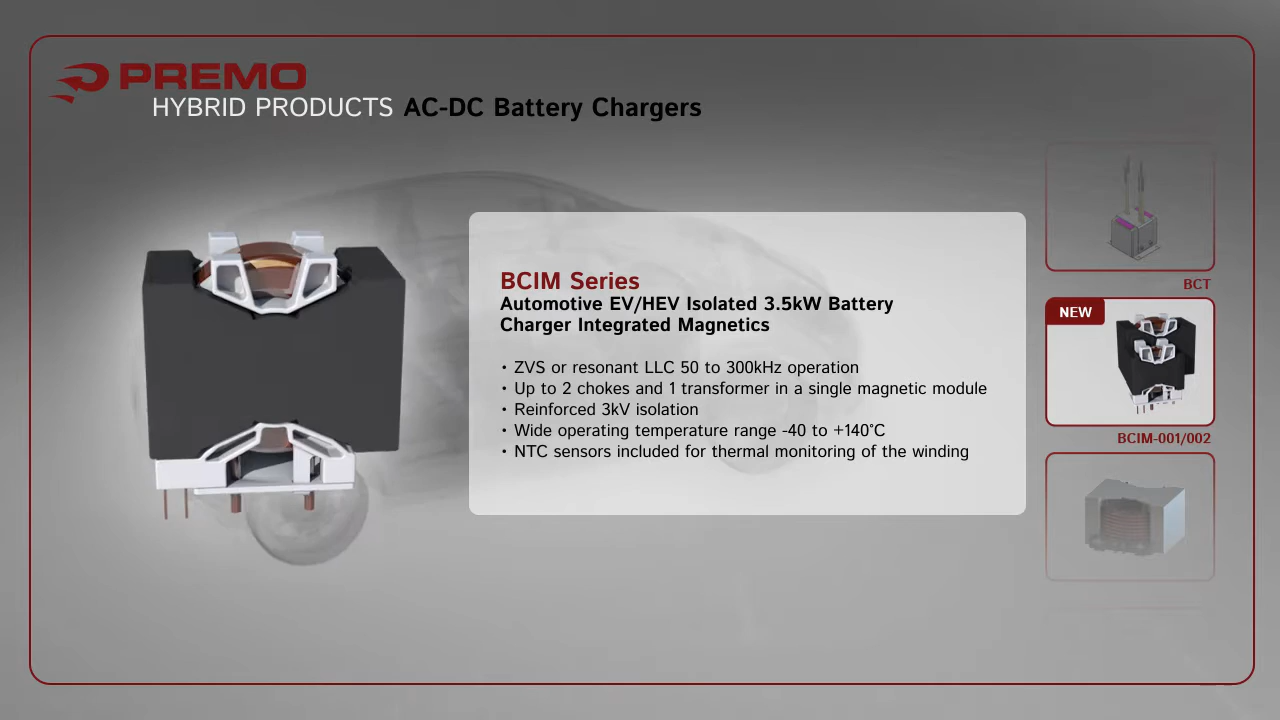 PREMO
HYBRID PRODUCTS AC-DC Battery Chargers
BCIM Series
Automotive EV/HEV Isolated 3.5kW Battery
Charger Integrated Magnetics
• ZVS or resonant LLC 50 to 300kHz operation
• Up to 2 chokes and 1 transformer in a single magnetic module
• Reinforced 3kV isolation
• Wide operating temperature range -40 to +140°C
• NTC sensors included for thermal monitoring of the winding
BCT
NEW
BCIM-001/002